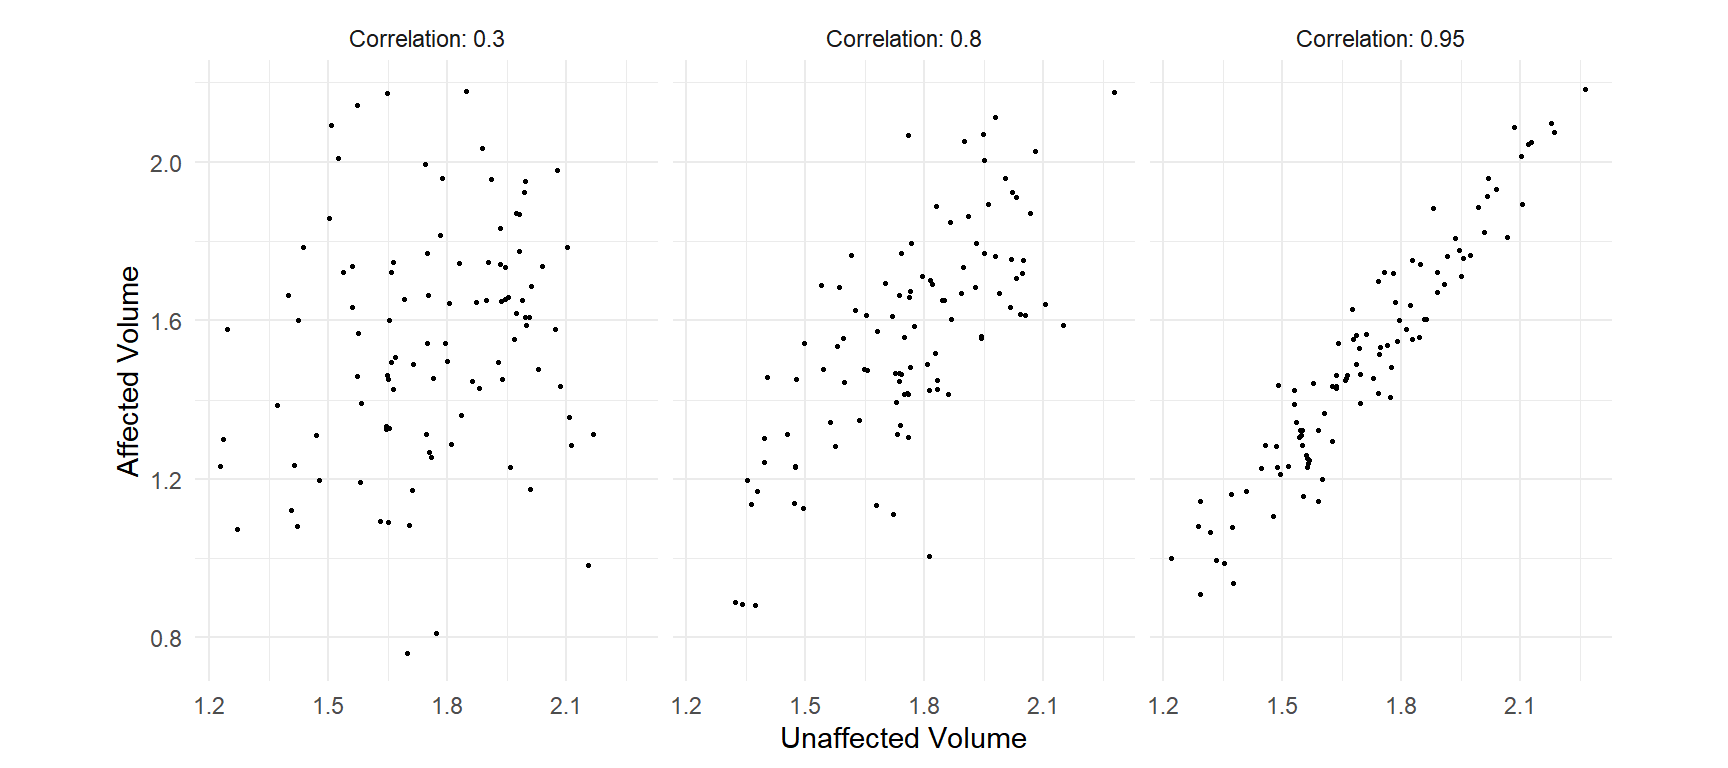 Correlation: 0.3 Correlation: 0.8 Correlation: 0.95
Affected Volume
2.0
1.6
1.2
0.8
1.2 1.5 1.8 2.1 1.2 1.5 1.8 2.1 1.2 1.5 1.8 2.1
Unaffected Volume